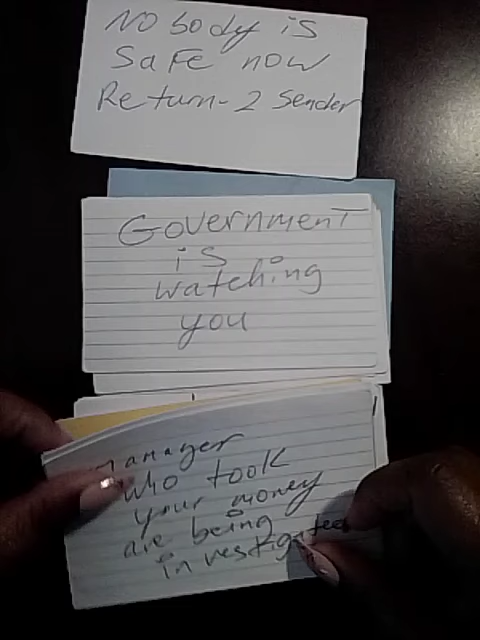 Nobody is
Safe now
Return-2 Sender
Government
is
watching
you
manager
who took
your money
are being
investigated